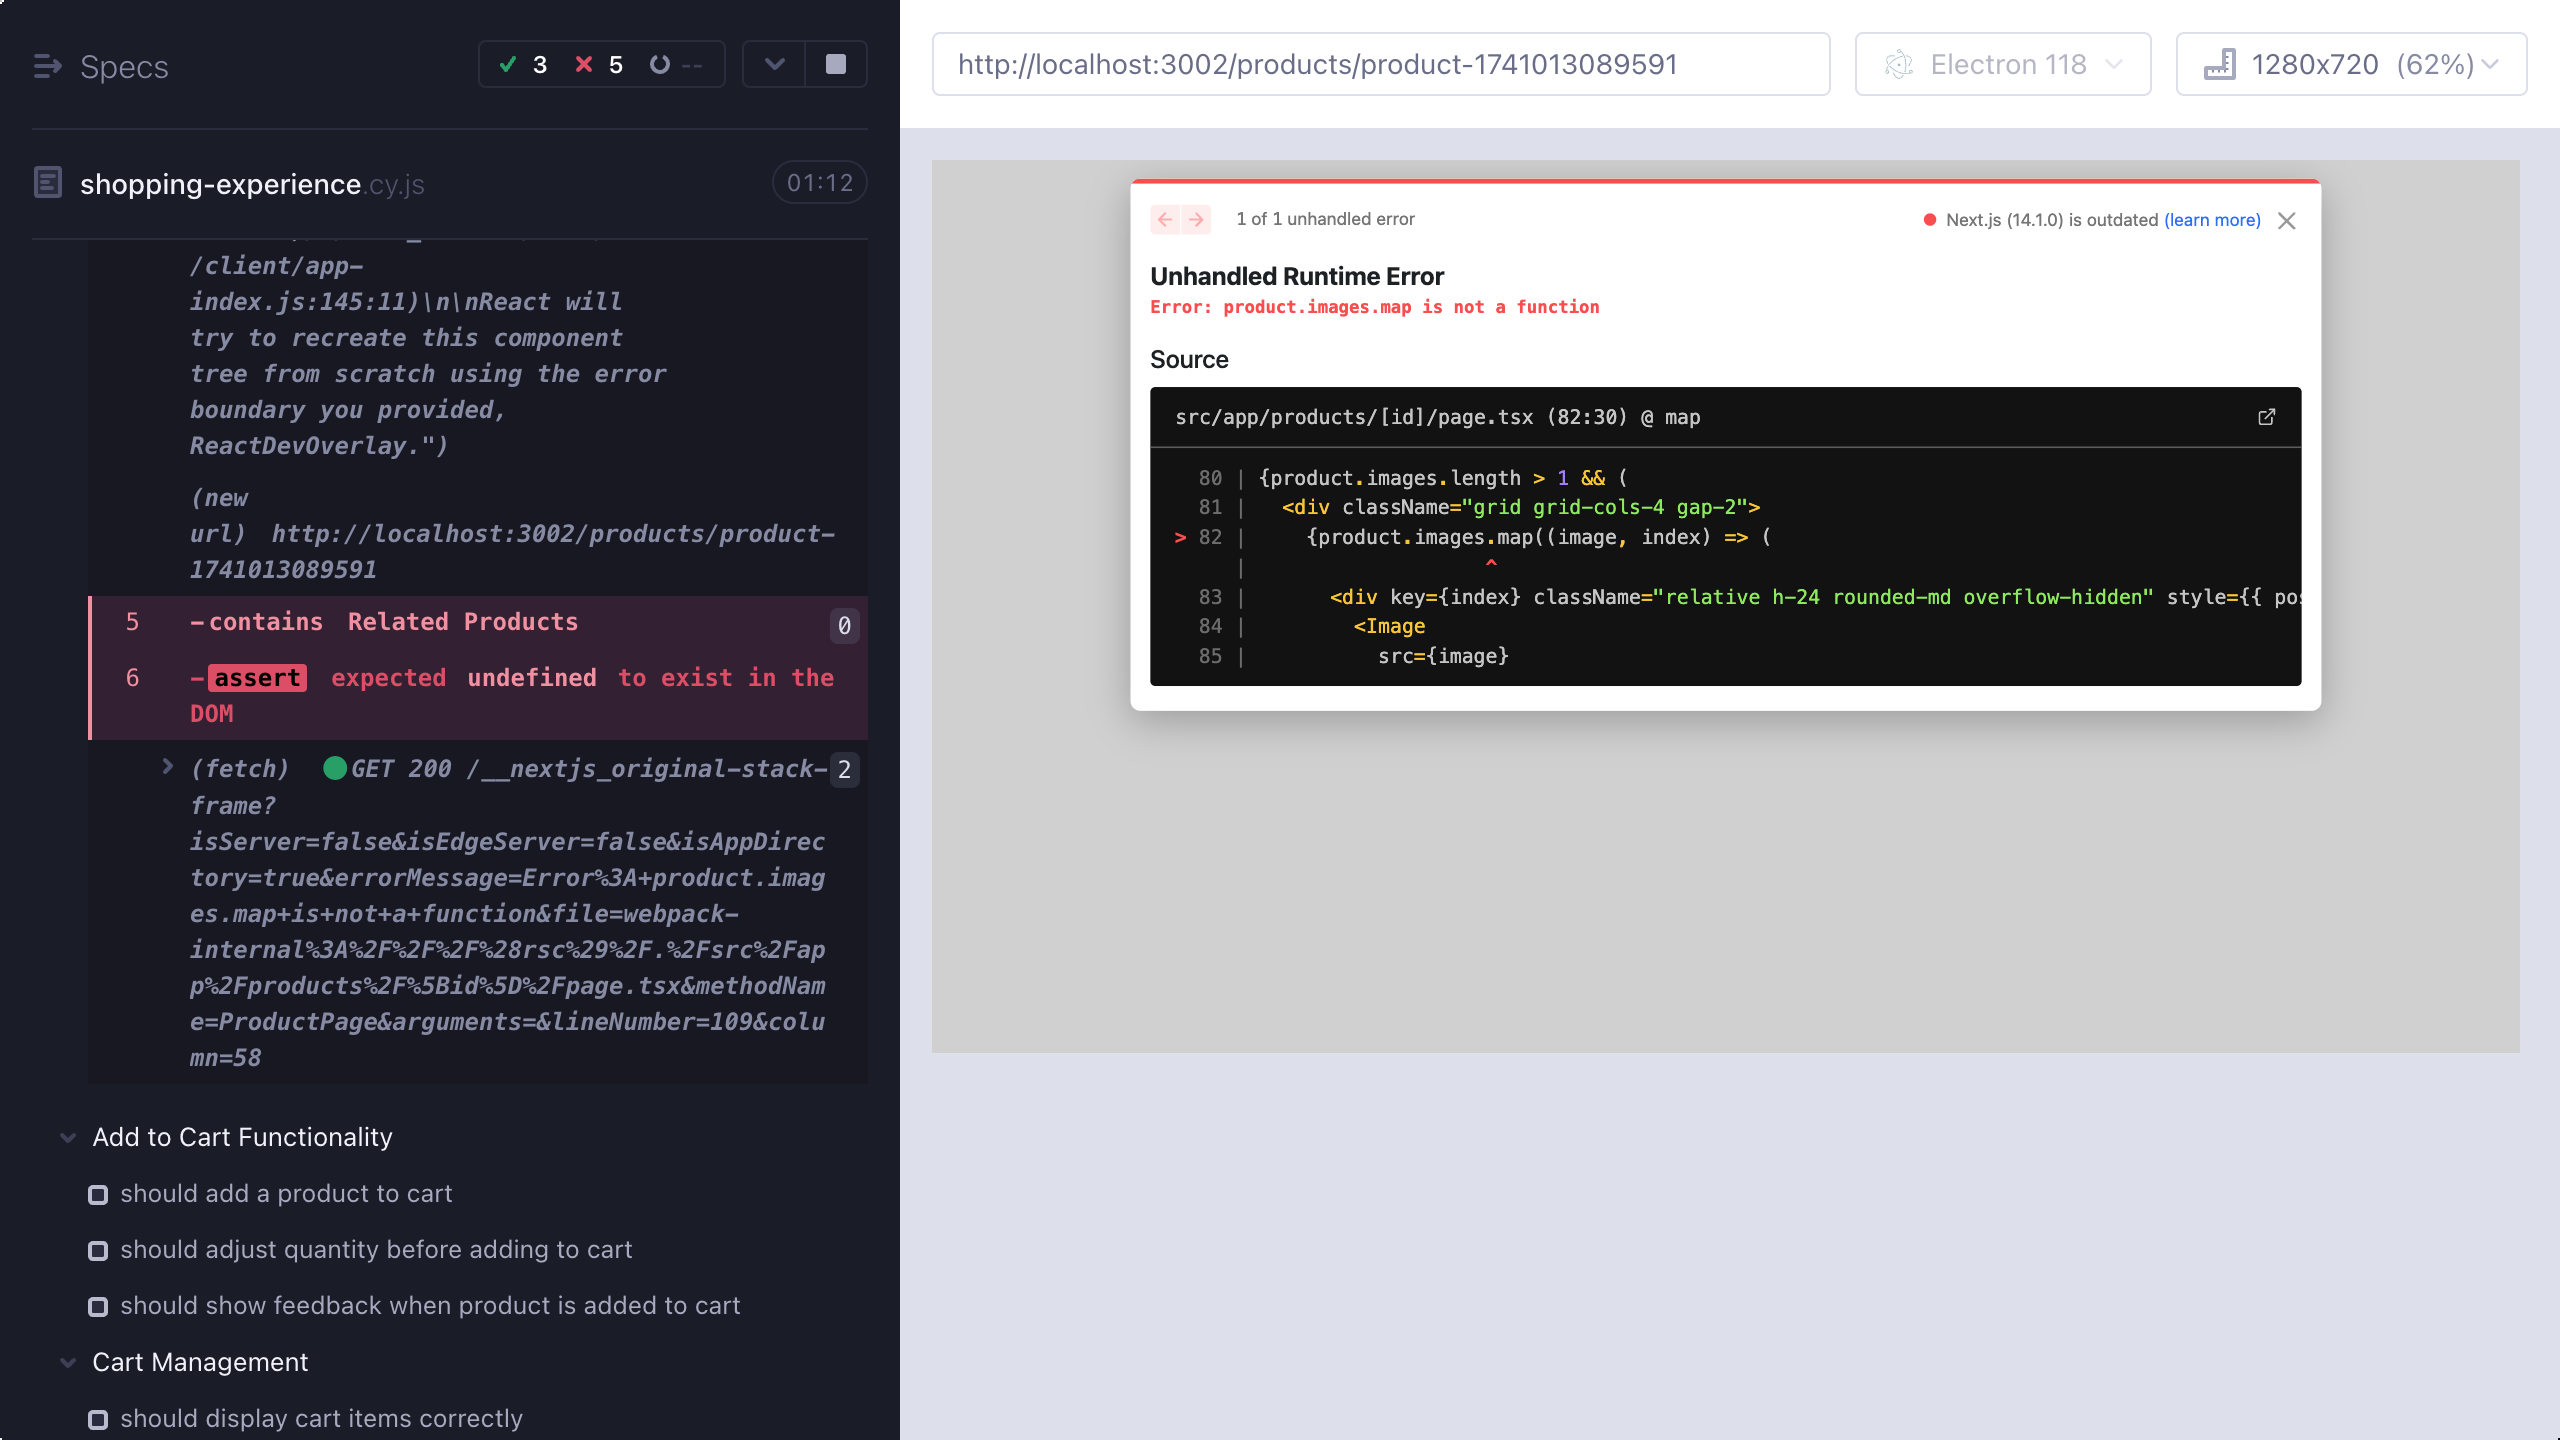 Specs
3
5
--
shopping-experience.cy.js
01:12
/client/app-
index.js:145:11)\n\nReact will
try to recreate this component
tree from scratch using the error
boundary you provided,
ReactDevOverlay.")
(new
url) http://localhost:3002/products/product-
1741013089591
5 -contains Related Products 0
6 -assert expected undefined to exist in the
DOM
(fetch) GET 200 /__nextjs_original-stack- 2
frame?
isServer=false&isEdgeServer=false&isAppDirec
tory=true&errorMessage=Error%3A+product.imag
es.map+is+not+a+function&file=webpack-
internal%3A%2F%2F%2F%28rsc%29%2F.%2Fsrc%2Fap
p%2Fproducts%2F%5Bid%5D%2Fpage.tsx&methodNam
e=ProductPage&arguments=&lineNumber=109&colu
mn=58
Add to Cart Functionality
should add a product to cart
should adjust quantity before adding to cart
should show feedback when product is added to cart
Cart Management
should display cart items correctly
http://localhost:3002/products/product-1741013089591
Electron 118
1280x720 (62%)
1 of 1 unhandled error
Next.js (14.1.0) is outdated (learn more)
Unhandled Runtime Error
Error: product.images.map is not a function
Source
src/app/products/[id]/page.tsx (82:30) @ map
80 | {product.images.length > 1 && (
81 | <div className="grid grid-cols-4 gap-2">
> 82 | {product.images.map((image, index) => (
| ^
83 | <div key={index} className="relative h-24 rounded-md overflow-hidden" style={{ pos
84 | <Image
85 | src={image}